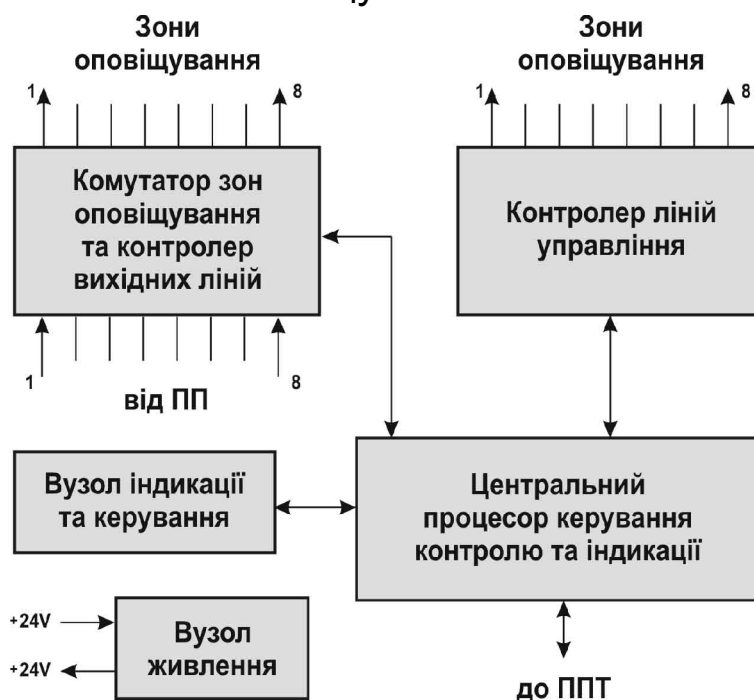 Зони
оповіщування
1
8
Комутатор зон
оповіщування
та контролер
вихідних ліній
1
8
від ПП
Зони
оповіщування
1
8
Контролер ліній
управління
Вузол індикації
та керування
Центральний
процесор керування
контролю та індикації
+24V
+24V
Вузол
живлення
до ППТ